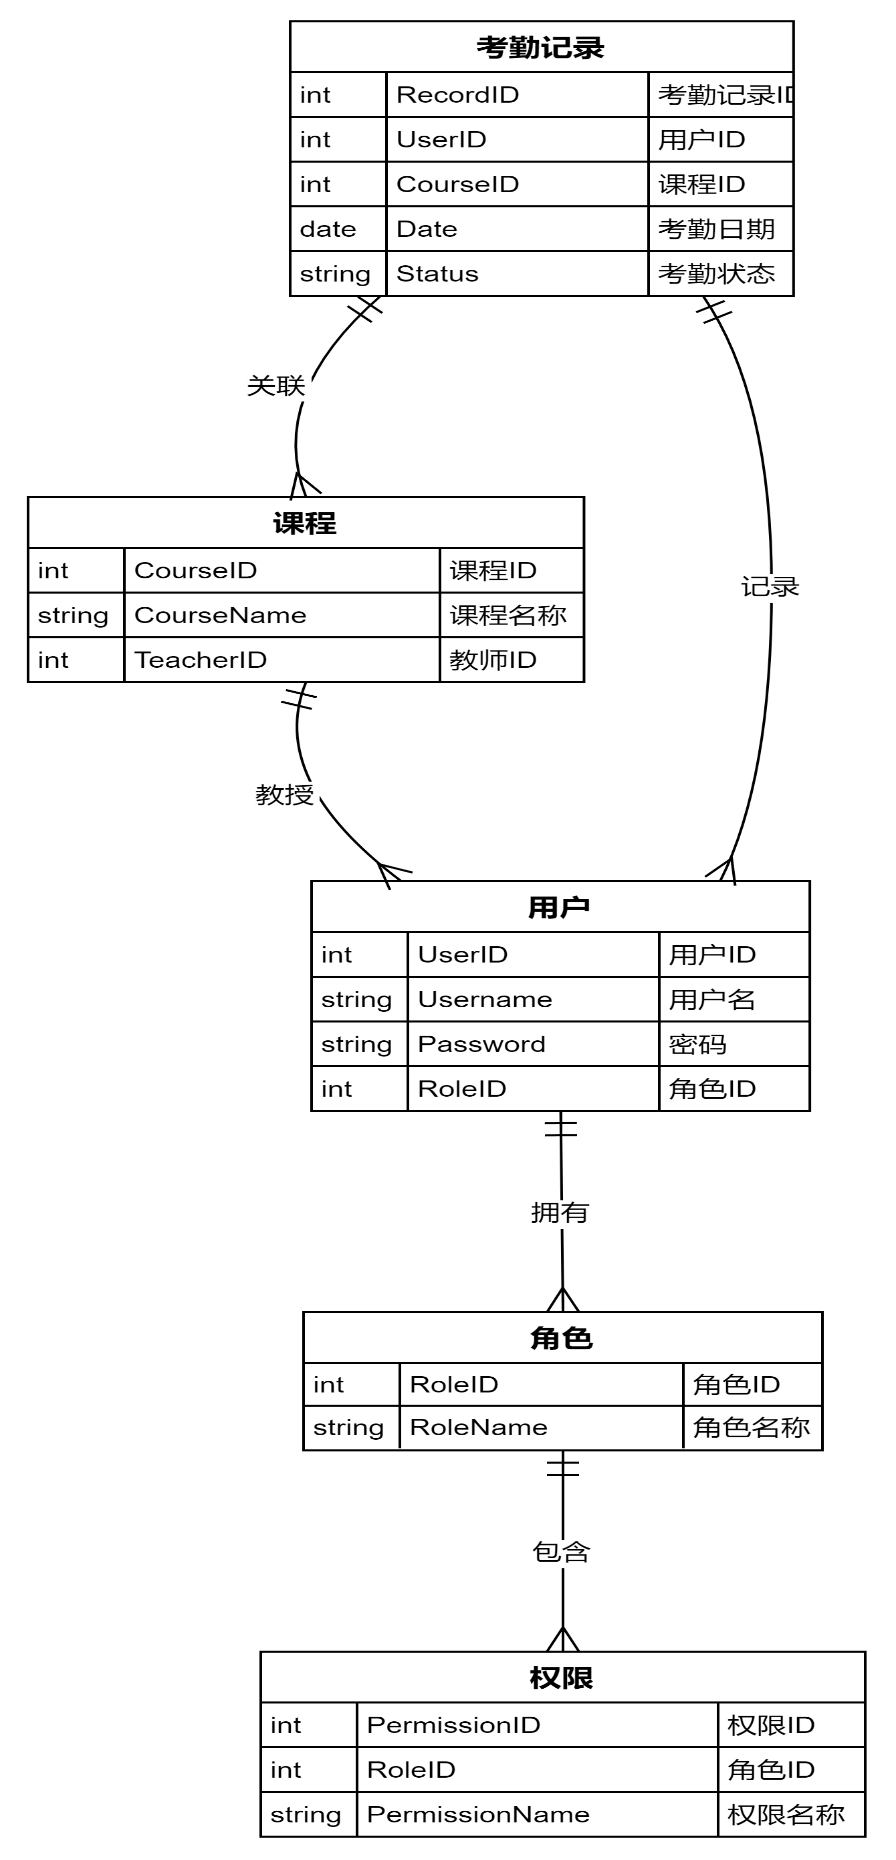 考勤记录
int RecordID 考勤记录ID
int UserID 用户ID
int CourseID 课程ID
date Date 考勤日期
string Status 考勤状态
关联
课程
int CourseID 课程ID
string CourseName 课程名称
int TeacherID 教师ID
记录
教授
用户
int UserID 用户ID
string Username 用户名
string Password 密码
int RoleID 角色ID
拥有
角色
int RoleID 角色ID
string RoleName 角色名称
包含
权限
int PermissionID 权限ID
int RoleID 角色ID
string PermissionName 权限名称